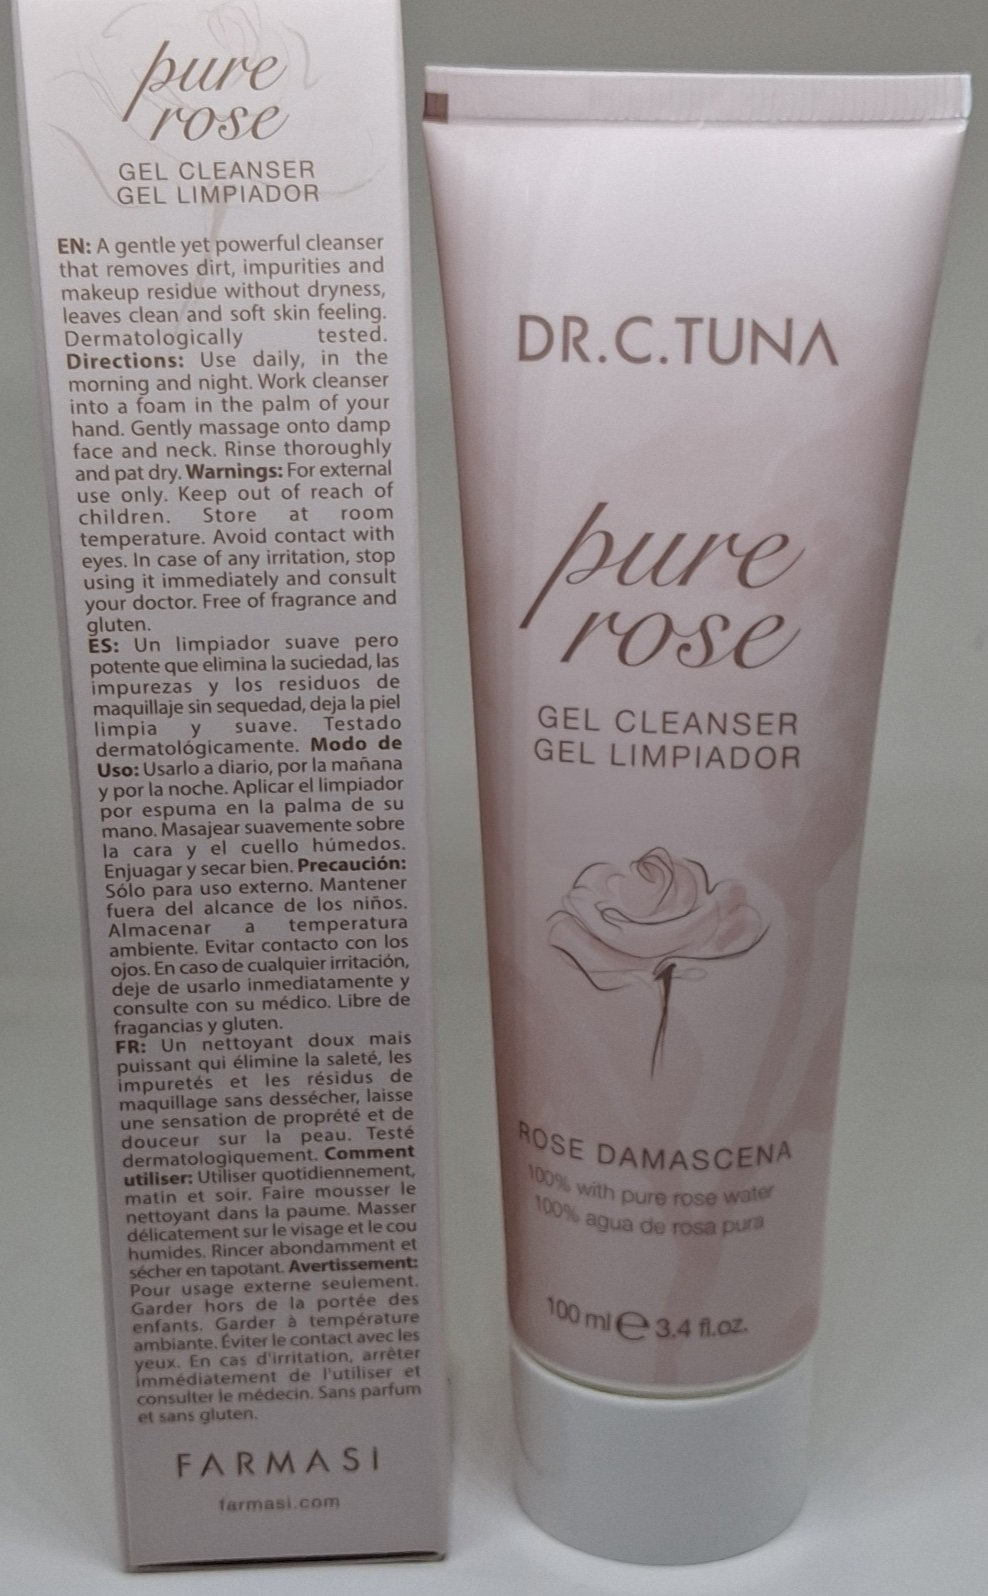 pure
rose
GEL CLEANSER
GEL LIMPIADOR
EN: A gentle yet powerful cleanser
that removes dirt, impurities and
makeup residue without dryness,
leaves clean and soft skin feeling.
Dermatologically tested.
Directions: Use daily, in the
morning and night. Work cleanser
into a foam in the palm of your
hand. Gently massage onto damp
face and neck. Rinse thoroughly
and pat dry. Warnings: For external
use only. Keep out of reach of
children. Store at room
temperature. Avoid contact with
eyes. In case of any irritation, stop
using it immediately and consult
your doctor. Free of fragrance and
gluten.
ES: Un limpiador suave pero
potente que elimina la suciedad, las
impurezas y los residuos de
maquillaje sin sequedad, deja la piel
limpia y suave. Testado
dermatológicamente. Modo de
Uso: Usarlo a diario, por la mañana
y por la noche. Aplicar el limpiador
por espuma en la palma de su
mano. Masajear suavemente sobre
la cara y el cuello húmedos.
Enjuagar y secar bien. Precaución:
Sólo para uso externo. Mantener
fuera del alcance de los niños.
Almacenar a temperatura
ambiente. Evitar contacto con los
ojos. En caso de cualquier irritación,
deje de usarlo inmediatamente y
consulte con su médico. Libre de
fragancias y gluten.
FR: Un nettoyant doux mais
puissant qui élimine la saleté, les
impuretés et les résidus de
maquillage sans dessécher, laisse
une sensation de proprété et de
douceur sur la peau. Testé
dermatologiquement. Comment
utiliser: Utiliser quotidiennement,
matin et soir. Faire mousser le
nettoyant dans la paume. Masser
délicatement sur le visage et le cou
humides. Rincer abondamment et
sécher en tapotant. Avertissement:
Pour usage externe seulement.
Garder hors de la portée des
enfants. Garder à température
ambiante. Éviter le contact avec les
yeux. En cas d'irritation, arrêter
immédiatement de l'utiliser et
consulter le médecin. Sans parfum
et sans gluten.
FARMASİ
farmasi.com
DR.C.TUNA
pure
rose
GEL CLEANSER
GEL LIMPIADOR
ROSE DAMASCENA
100% with pure rose water
100% agua de rosa pura
100 ml ℮ 3.4 fl.oz.